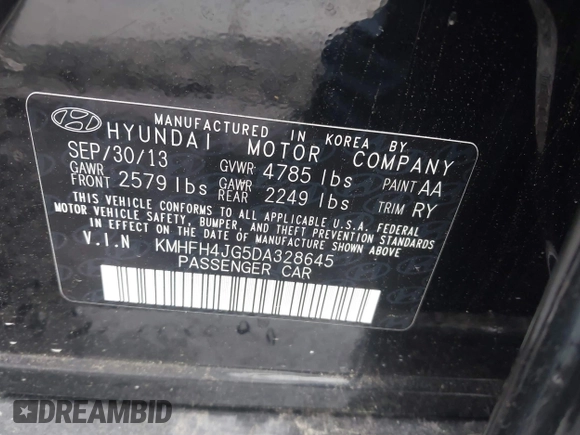 MANUFACTURED IN KOREA BY
HYUNDAI MOTOR COMPANY
SEP/30/13 GVWR 4785 lbs PAINT AA
GAWR FRONT 2579 lbs GAWR REAR 2249 lbs TRIM RY
THIS VEHICLE CONFORMS TO ALL APPLICABLE U.S.A. FEDERAL
MOTOR VEHICLE SAFETY, BUMPER, AND THEFT PREVENTION STANDARDS
IN EFFECT ON THE DATE OF MANUFACTURE SHOWN ABOVE
V.I.N KMHFH4JG5DA328645
PASSENGER CAR
DREAMBID